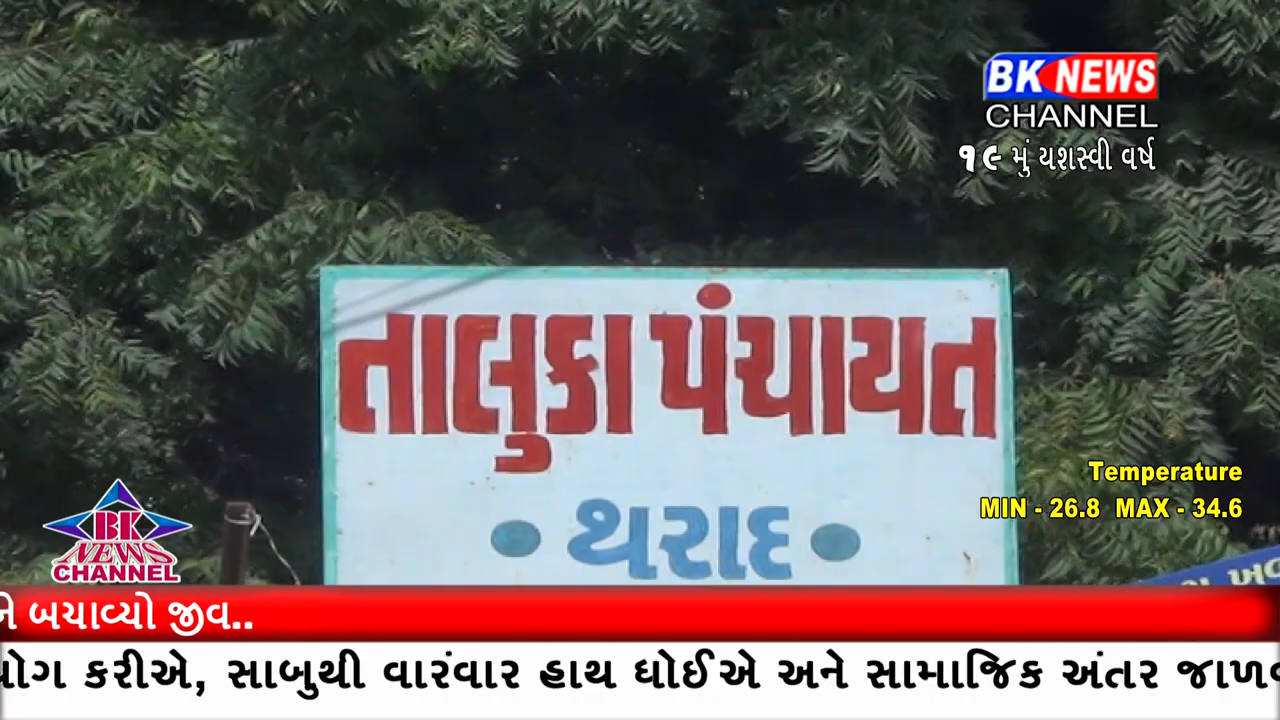 BK NEWS
CHANNEL
૧૯ મું યશસ્વી વર્ષ
તાલુકા પંચાયત
Temperature
MIN - 26.8 MAX - 34.6
• થરાદ •
BK
NEWS
CHANNEL
બચાવ્યો જીવ..
કરીએ, સાબુથી વારંવાર હાથ ધોઈએ અને સામાજિક અંતર